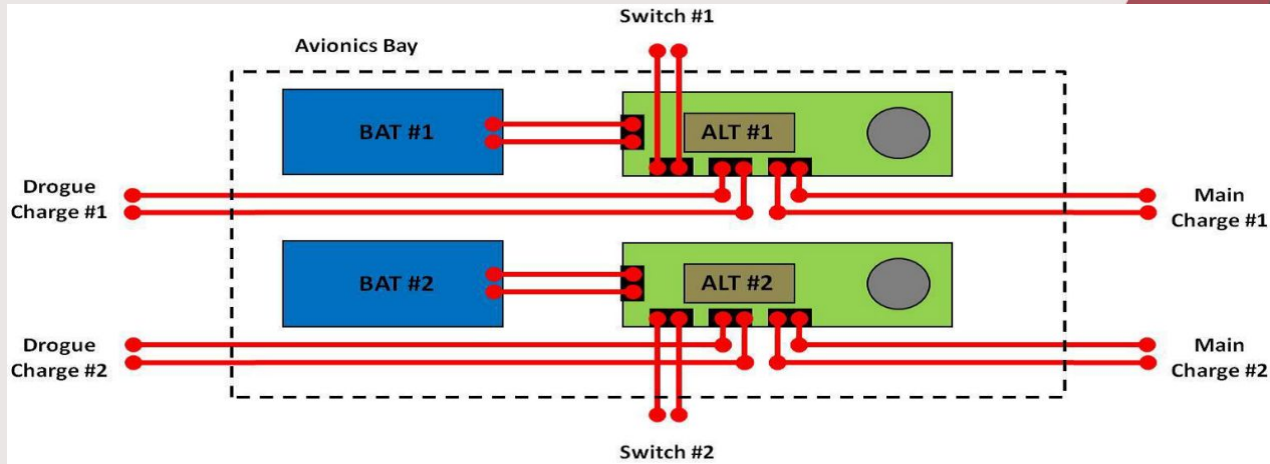 Switch #1
Avionics Bay
BAT #1
ALT #1
Drogue
Charge #1
Main
Charge #1
BAT #2
ALT #2
Drogue
Charge #2
Main
Charge #2
Switch #2